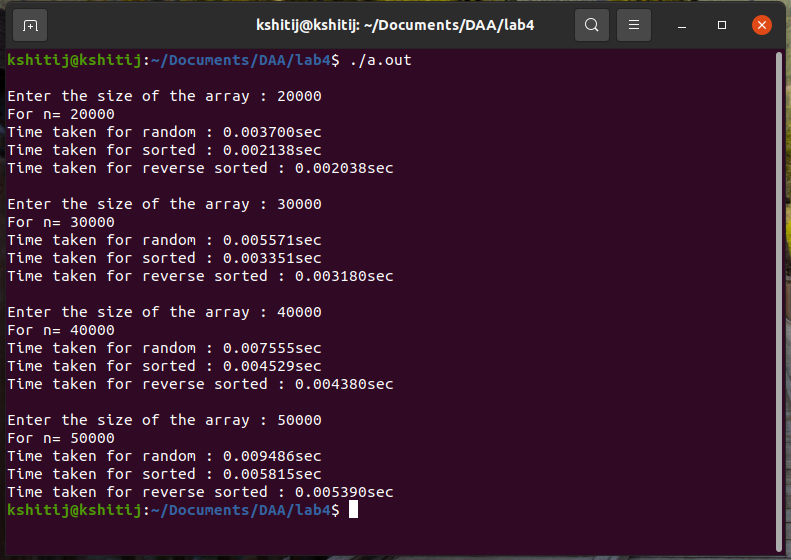 kshitij@kshitij: ~/Documents/DAA/lab4
kshitij@kshitij:~/Documents/DAA/lab4$ ./a.out
Enter the size of the array : 20000
For n= 20000
Time taken for random : 0.003700sec
Time taken for sorted : 0.002138sec
Time taken for reverse sorted : 0.002038sec
Enter the size of the array : 30000
For n= 30000
Time taken for random : 0.005571sec
Time taken for sorted : 0.003351sec
Time taken for reverse sorted : 0.003180sec
Enter the size of the array : 40000
For n= 40000
Time taken for random : 0.007555sec
Time taken for sorted : 0.004529sec
Time taken for reverse sorted : 0.004380sec
Enter the size of the array : 50000
For n= 50000
Time taken for random : 0.009486sec
Time taken for sorted : 0.005815sec
Time taken for reverse sorted : 0.005390sec
kshitij@kshitij:~/Documents/DAA/lab4$